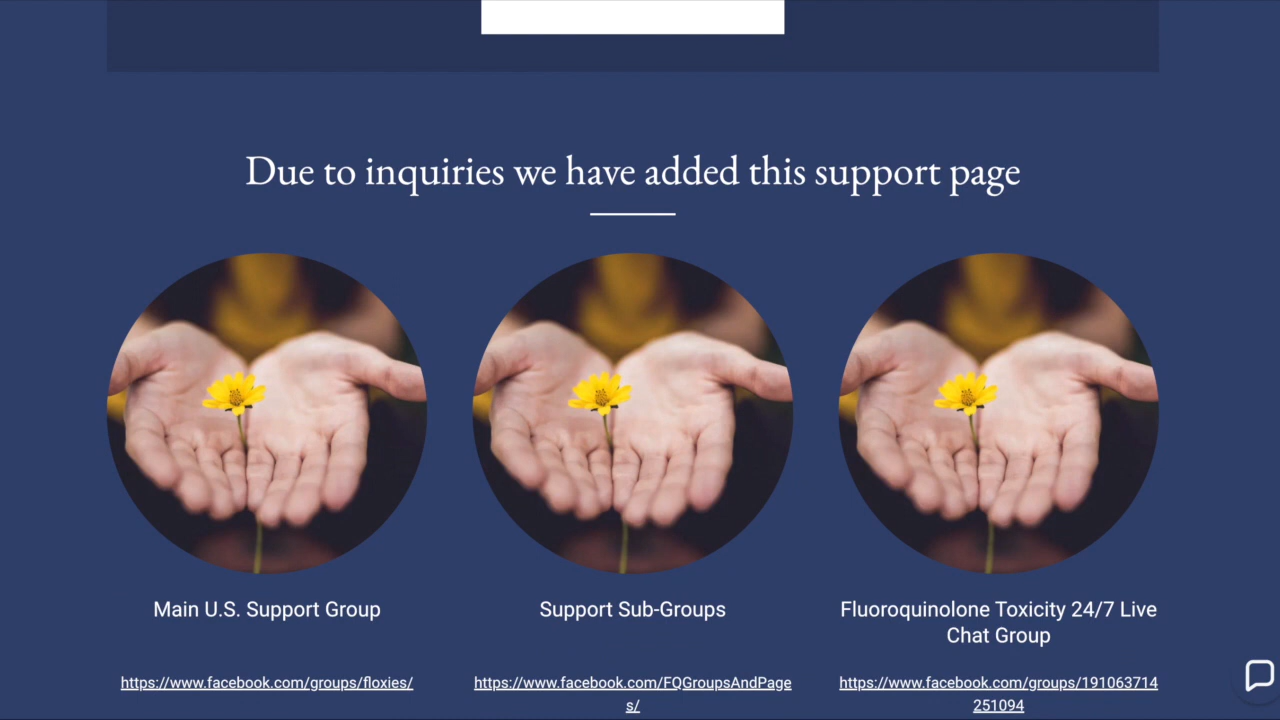 Due to inquiries we have added this support page
Main U.S. Support Group
Support Sub-Groups
Fluoroquinolone Toxicity 24/7 Live
Chat Group
https://www.facebook.com/groups/floxies/
https://www.facebook.com/FQGroupsAndPage
s/
https://www.facebook.com/groups/191063714
251094